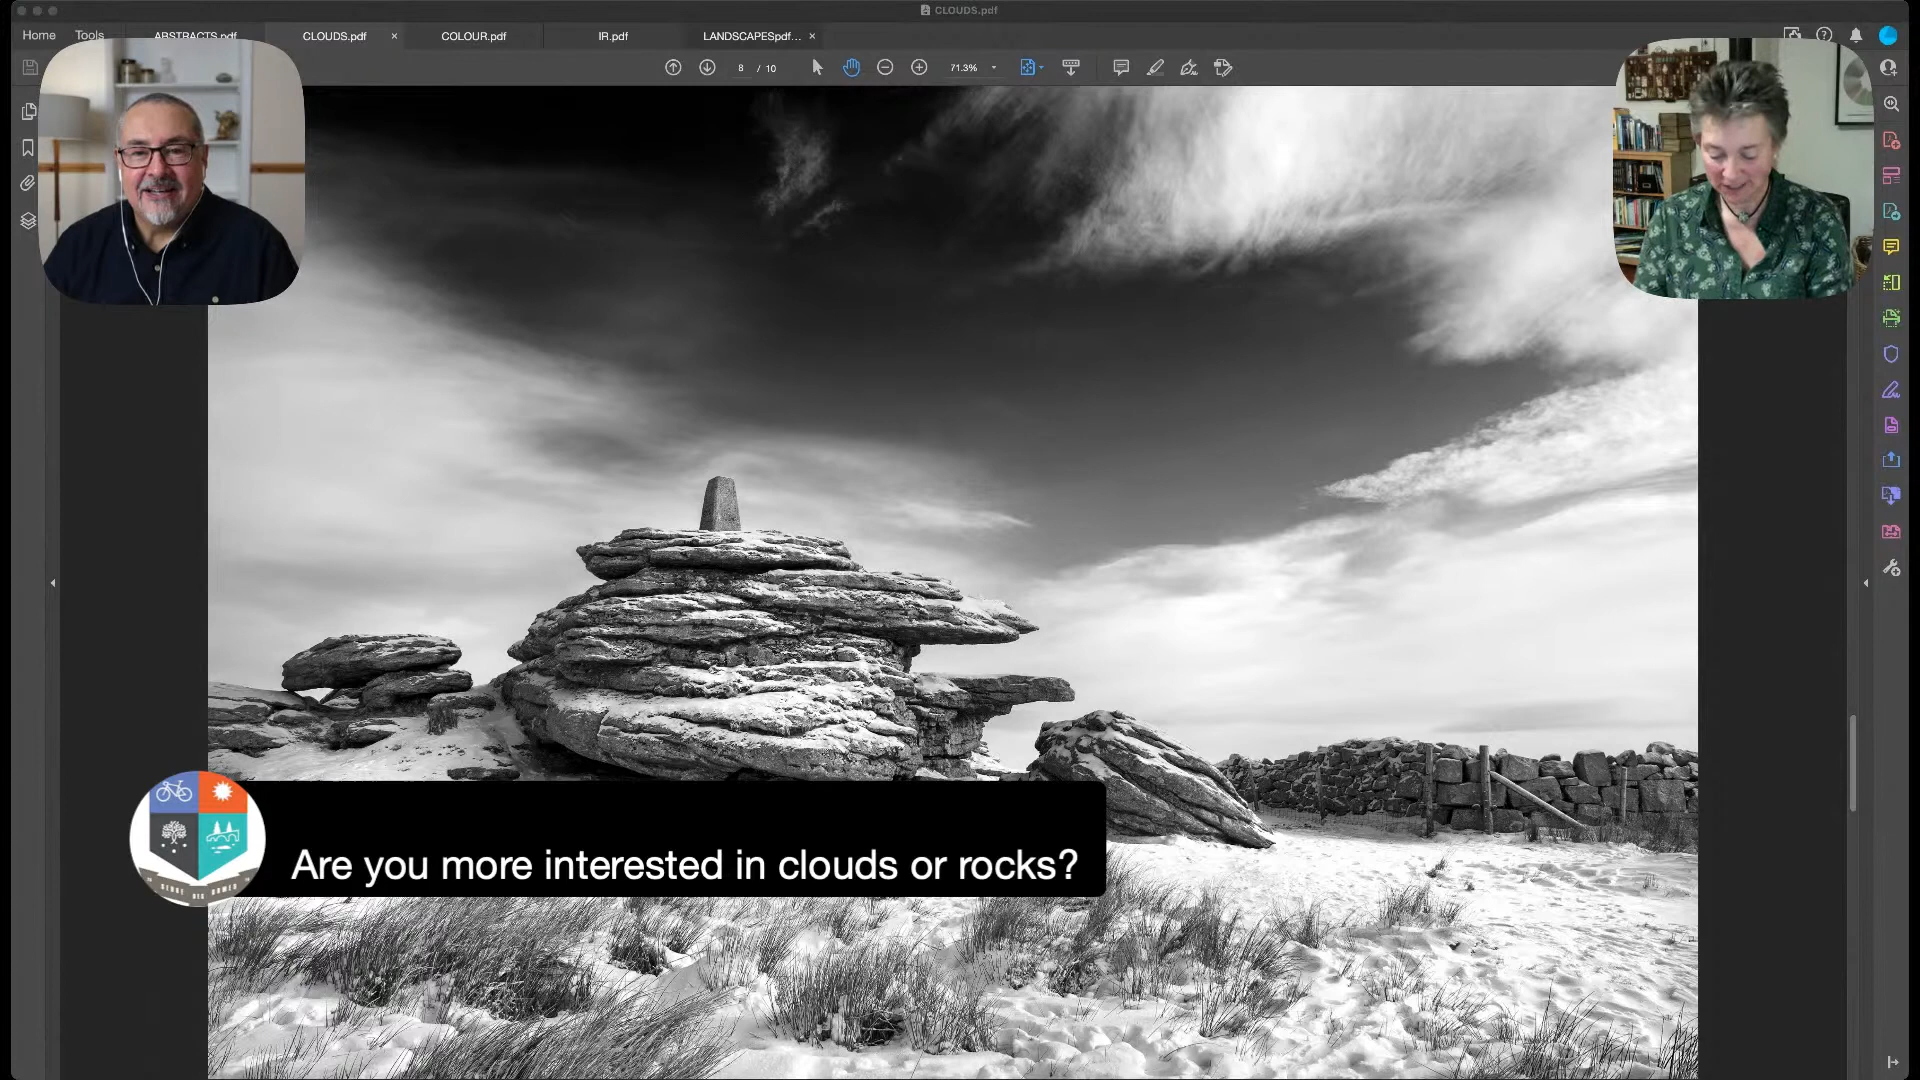 CLOUDS.pdf
Home
Tools
ABSTRACTS.pdf
CLOUDS.pdf
×
COLOUR.pdf
IR.pdf
LANDSCAPESpdf...
×
8
/ 10
71.3%
Are you more interested in clouds or rocks?